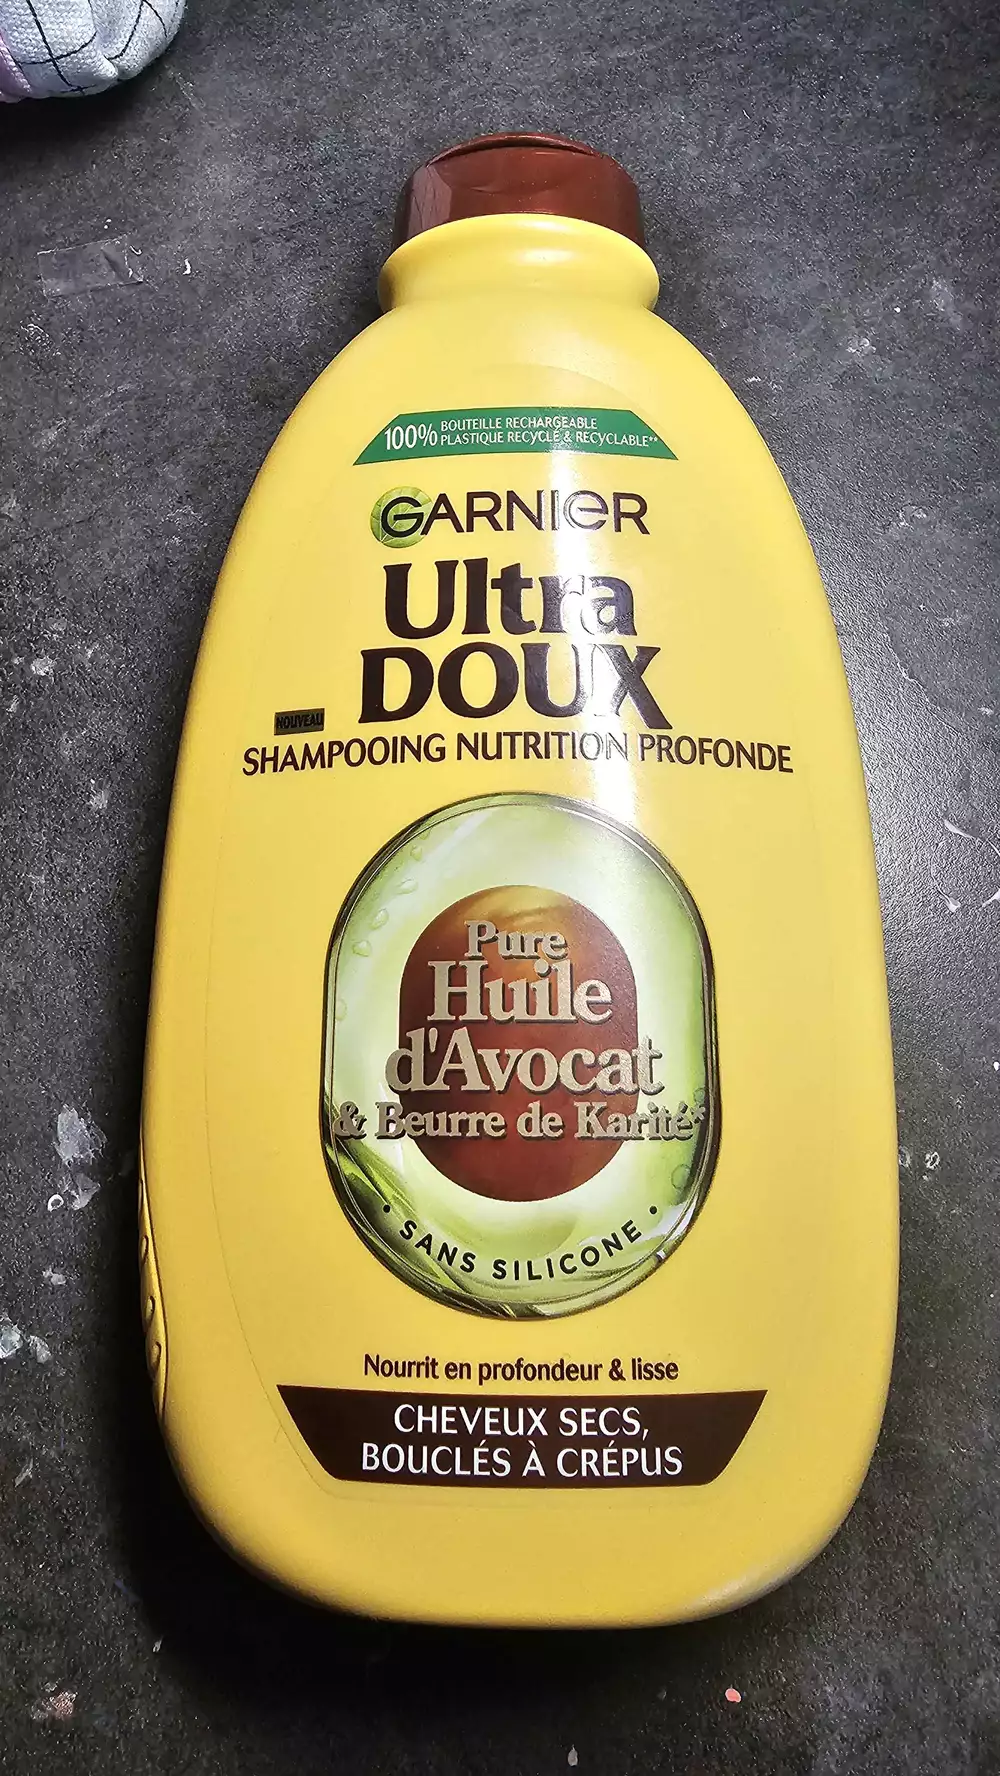 100% BOUTEILLE RECHARGEABLE
PLASTIQUE RECYCLÉ & RECYCLABLE**
GARNIER
Ultra
DOUX
NOUVEAU
SHAMPOOING NUTRITION PROFONDE
Pure
Huile
d'Avocat
& Beurre de Karité*
• SANS SILICONE •
Nourrit en profondeur & lisse
CHEVEUX SECS,
BOUCLÉS À CRÉPUS